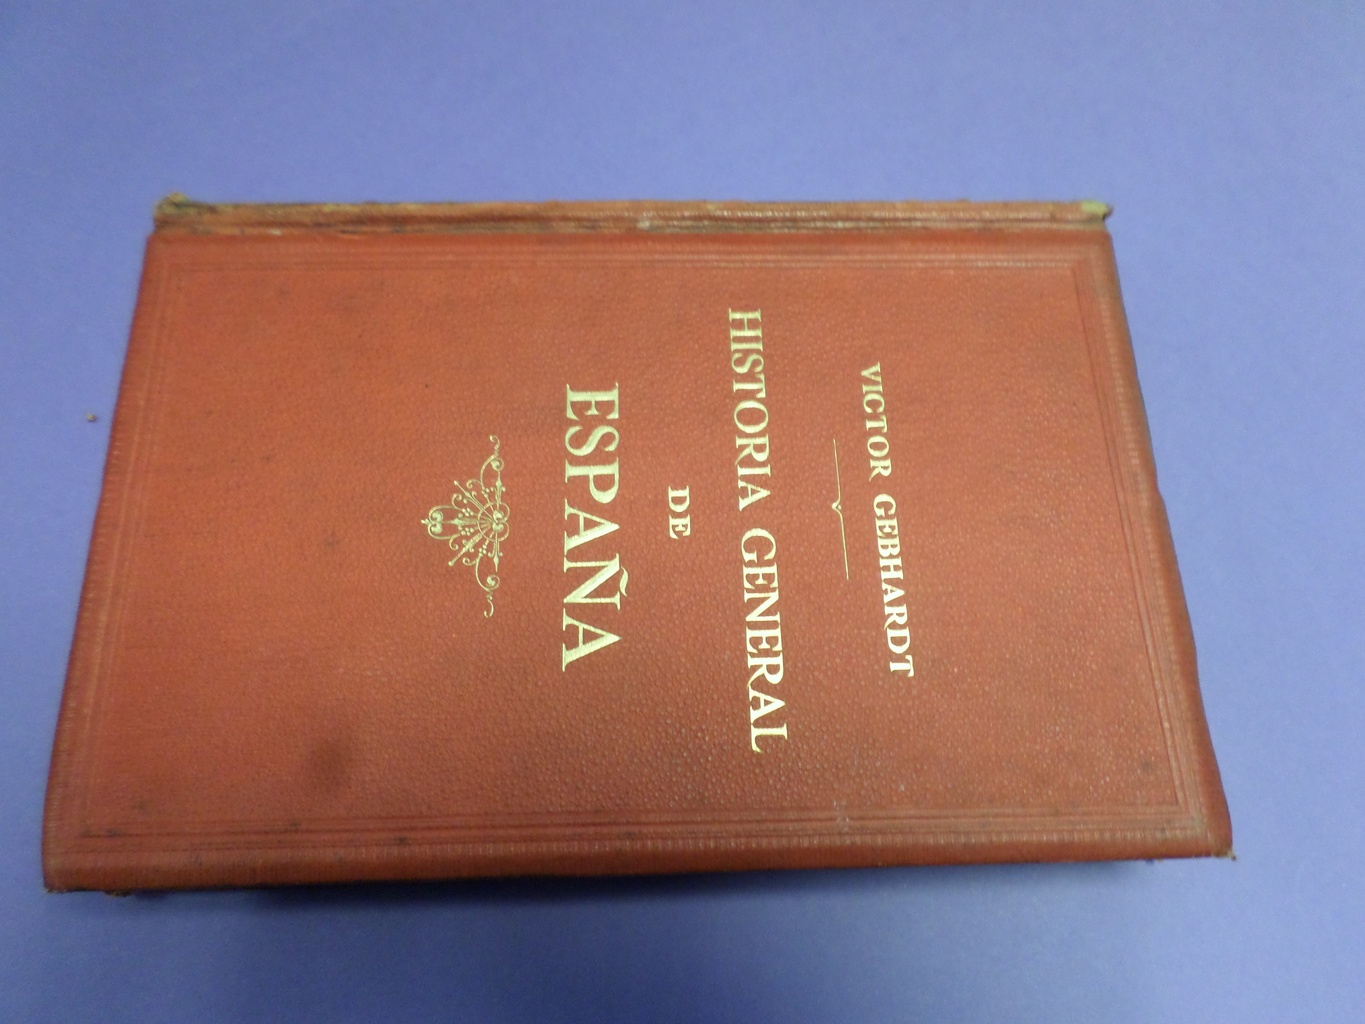 VICTOR GEBHARDT
HISTORIA GENERAL
DE
ESPAÑA